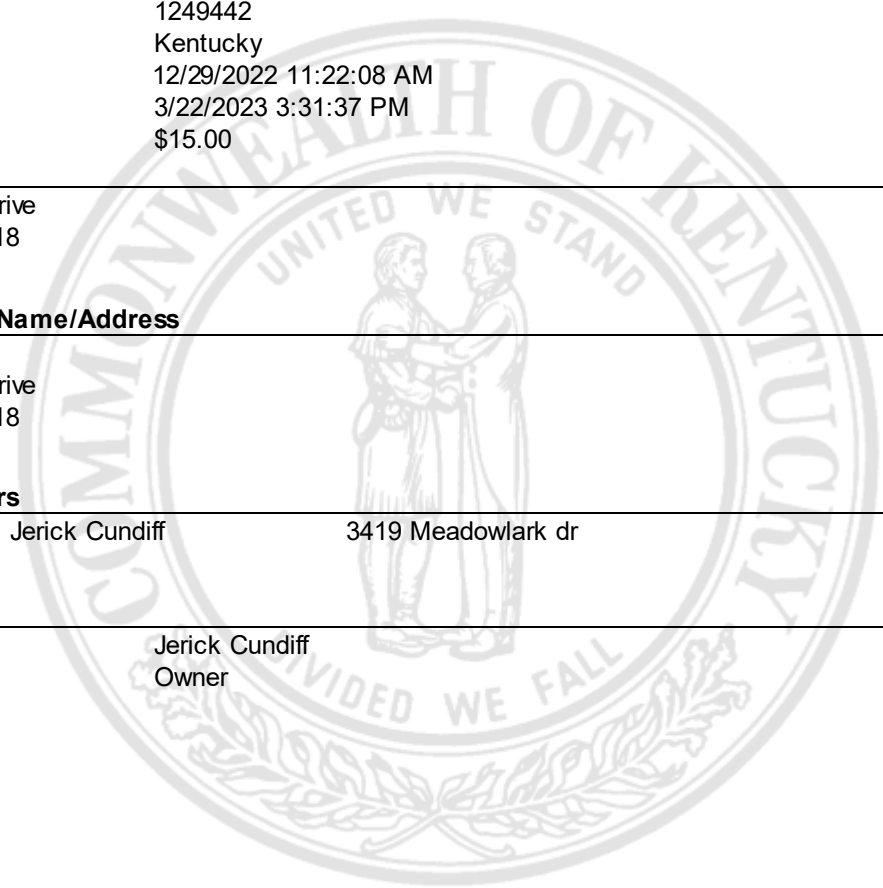 1249442
Kentucky
12/29/2022 11:22:08 AM
3/22/2023 3:31:37 PM
$15.00
rive
18
Name/Address
rive
18
rs
Jerick Cundiff 3419 Meadowlark dr
Jerick Cundiff
Owner
COMMONWEALTH OF KENTUCKY
UNITED WE STAND
DIVIDED WE FALL